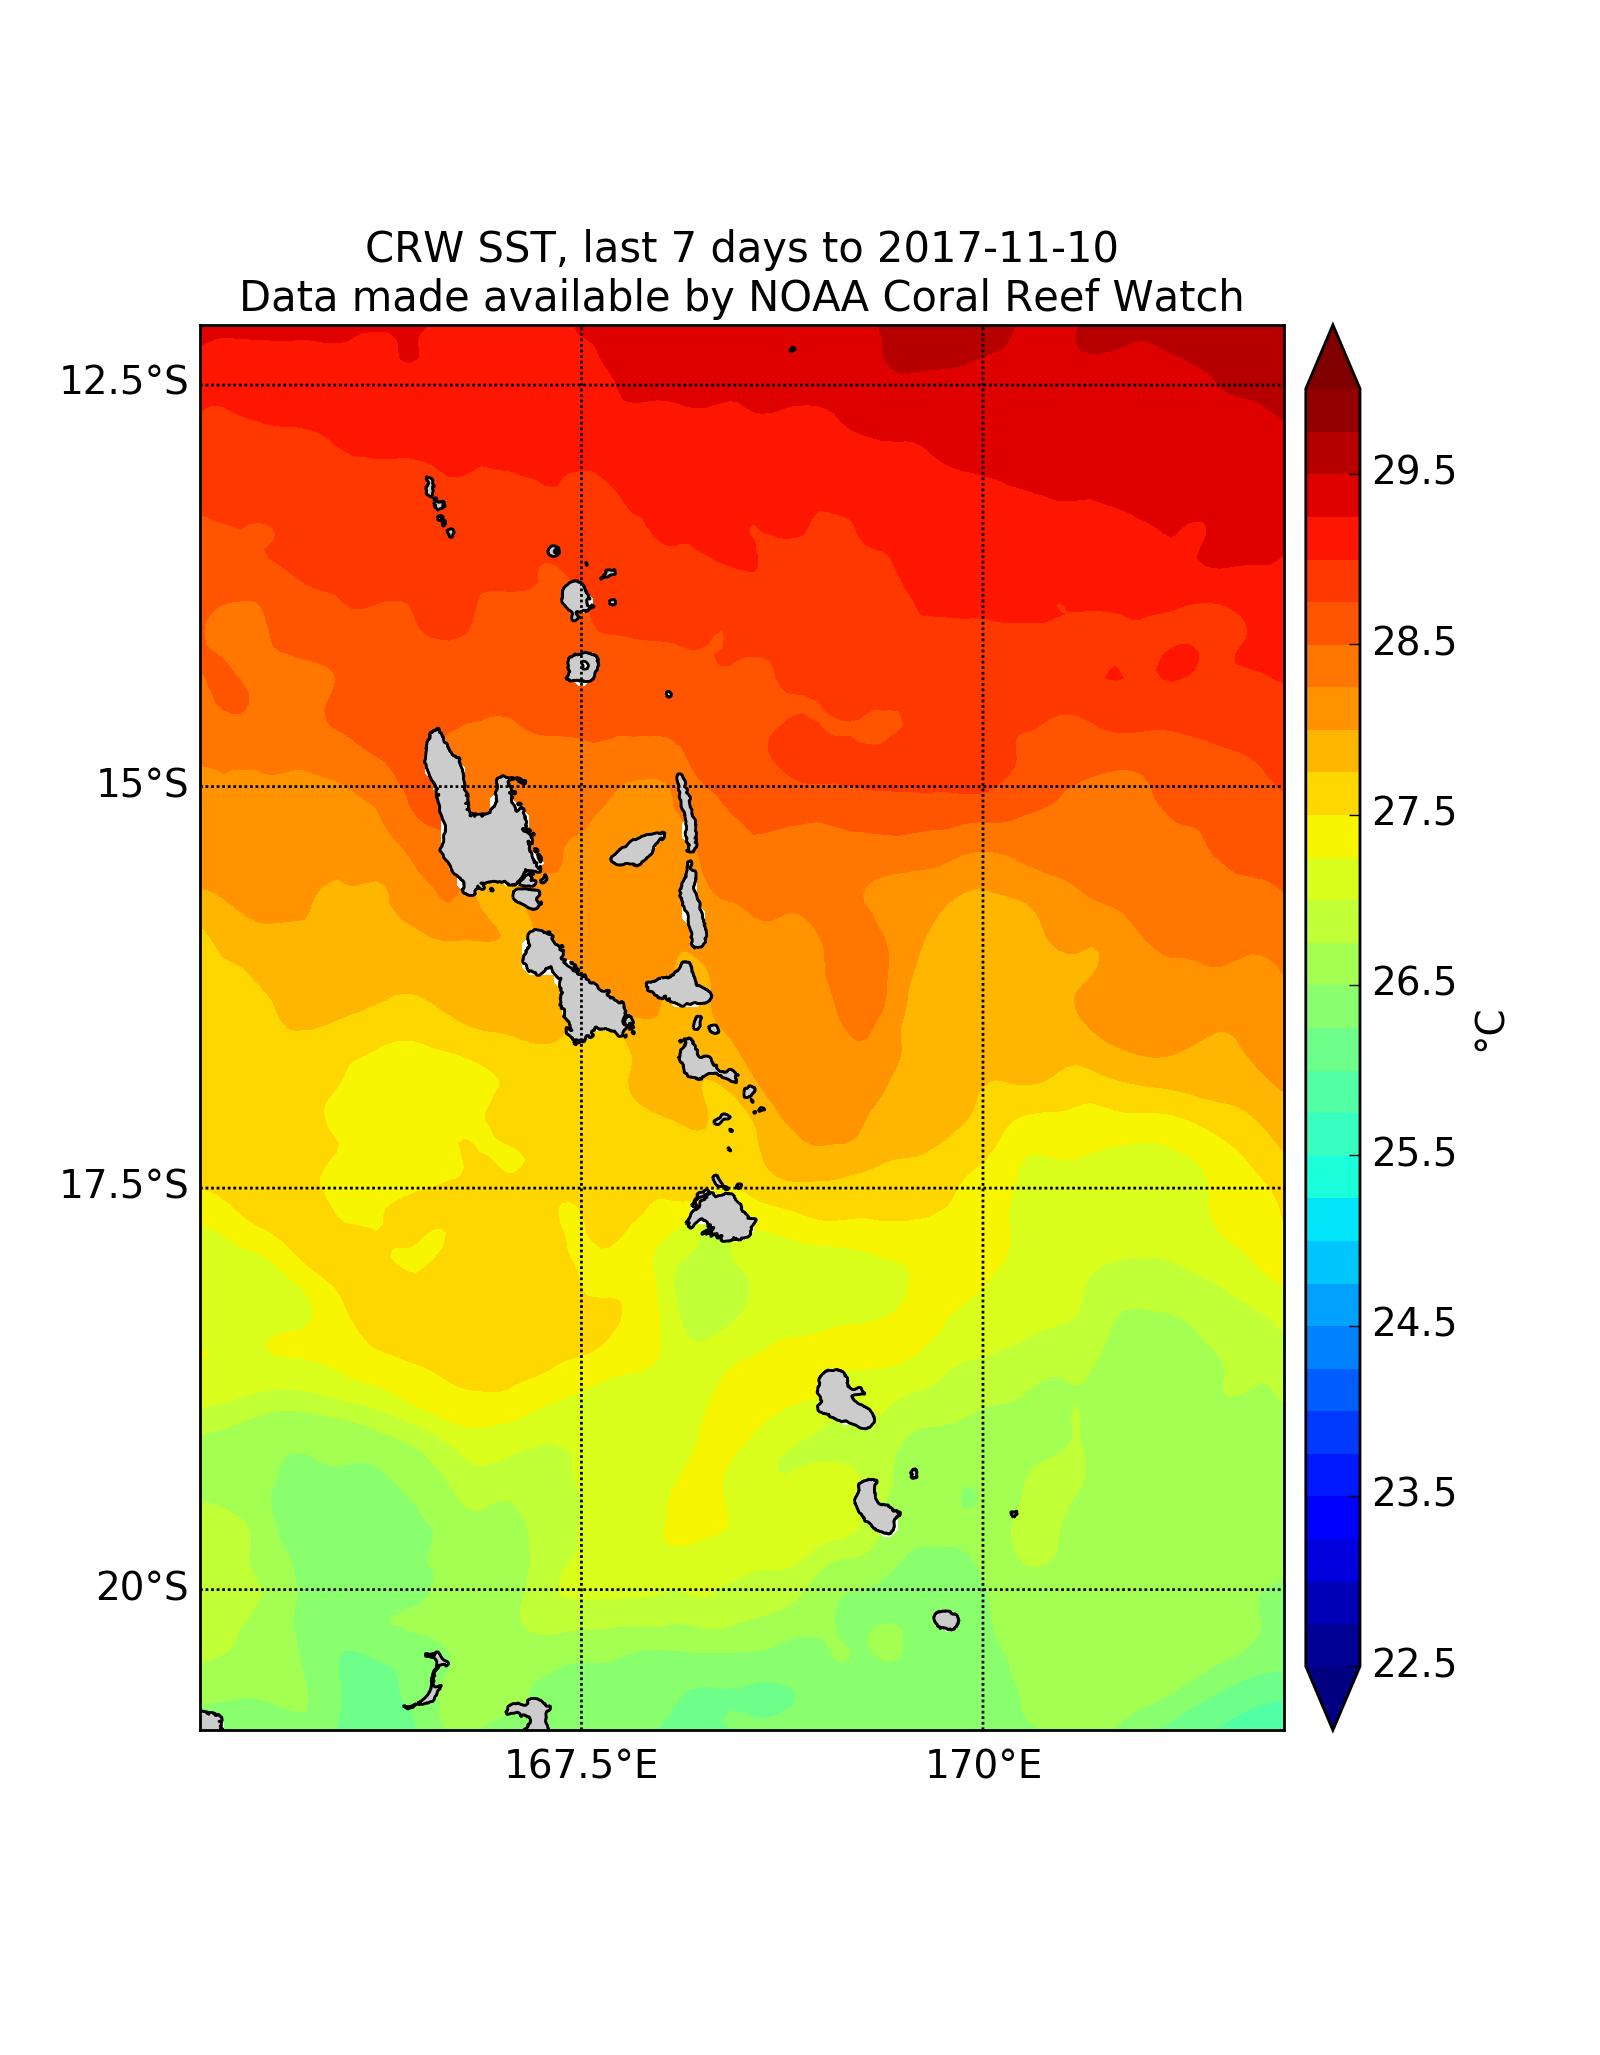 CRW SST, last 7 days to 2017-11-10
Data made available by NOAA Coral Reef Watch
12.5°S
15°S
17.5°S
20°S
167.5°E
170°E
29.5
28.5
27.5
26.5
25.5
24.5
23.5
22.5
°C